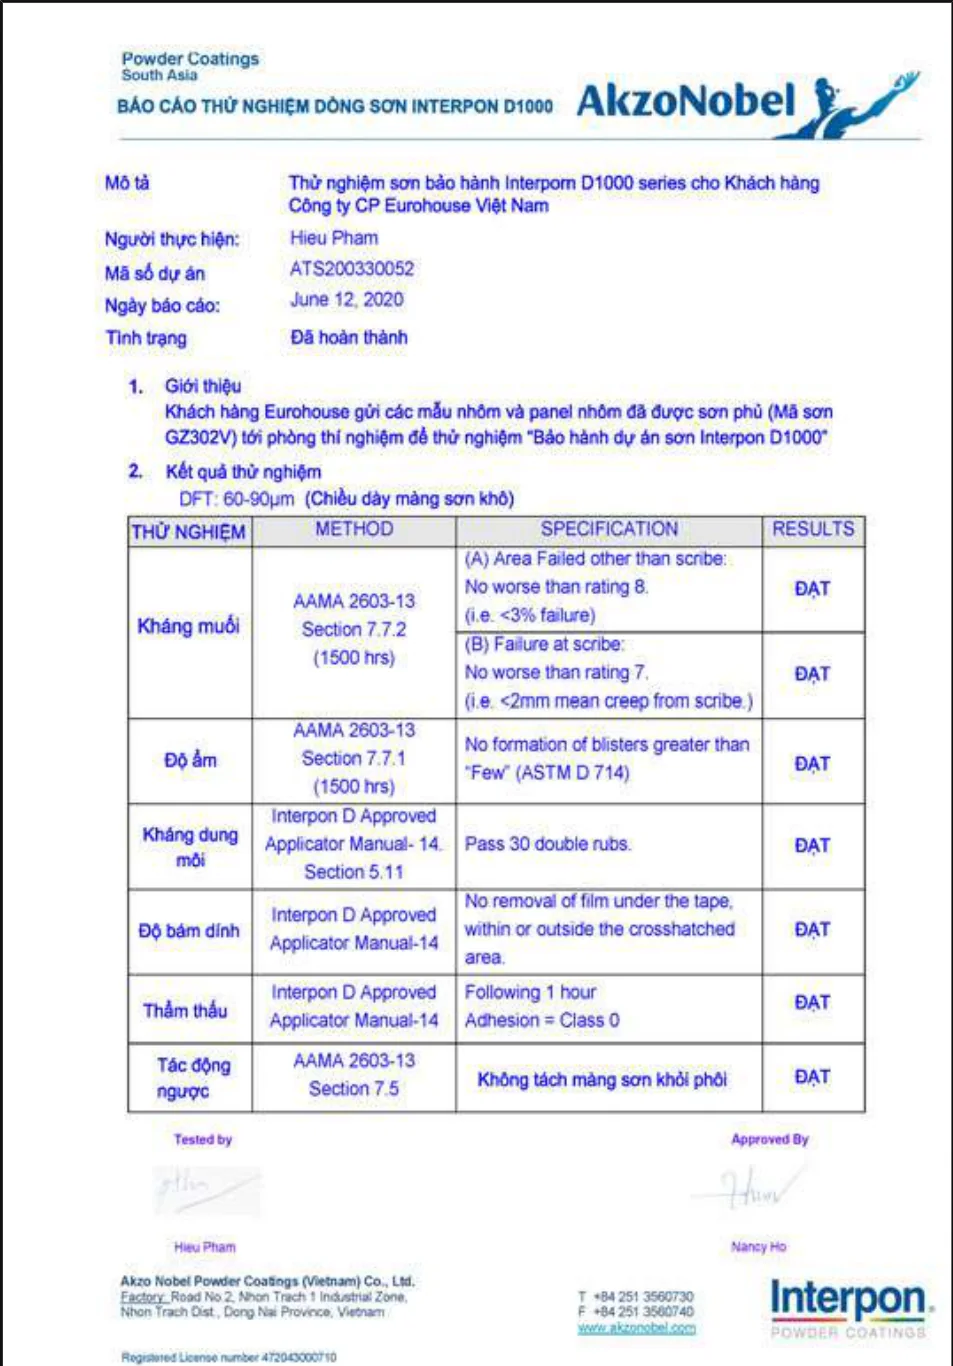 Powder Coatings
South Asia
BÁO CÁO THỬ NGHIỆM DÒNG SƠN INTERPON D1000
AkzoNobel
Mô tả
Thử nghiệm sơn bảo hành Interporn D1000 series cho Khách hàng
Công ty CP Eurohouse Việt Nam
Người thực hiện: Hieu Pham
Mã số dự án ATS200330052
Ngày báo cáo: June 12, 2020
Tình trạng Đã hoàn thành
1. Giới thiệu
Khách hàng Eurohouse gửi các mẫu nhôm và panel nhôm đã được sơn phủ (Mã sơn
GZ302V) tới phòng thí nghiệm để thử nghiệm "Bảo hành dự án sơn Interpon D1000"
2. Kết quả thử nghiệm
DFT: 60-90µm (Chiều dày màng sơn khô)
THỬ NGHIỆM METHOD SPECIFICATION RESULTS
Kháng muối
AAMA 2603-13
Section 7.7.2
(1500 hrs)
(A) Area Failed other than scribe:
No worse than rating 8.
(i.e. <3% failure)
ĐẠT
(B) Failure at scribe:
No worse than rating 7.
(i.e. <2mm mean creep from scribe.)
ĐẠT
Độ ẩm
AAMA 2603-13
Section 7.7.1
(1500 hrs)
No formation of blisters greater than
"Few" (ASTM D 714)
ĐẠT
Kháng dung
môi
Interpon D Approved
Applicator Manual- 14.
Section 5.11
Pass 30 double rubs.
ĐẠT
Độ bám dính
Interpon D Approved
Applicator Manual-14
No removal of film under the tape,
within or outside the crosshatched
area.
ĐẠT
Thẩm thấu
Interpon D Approved
Applicator Manual-14
Following 1 hour
Adhesion = Class 0
ĐẠT
Tác động
ngược
AAMA 2603-13
Section 7.5
Không tách màng sơn khỏi phôi
ĐẠT
Tested by
Approved By
Hieu Pham
Nancy Ho
Akzo Nobel Powder Coatings (Vietnam) Co., Ltd.
Factory: Road No.2, Nhon Trach 1 Industrial Zone,
Nhon Trach Dist., Dong Nai Province, Vietnam
T +84 251 3560730
F +84 251 3560740
www.akzonobel.com
Interpon.
POWDER COATINGS
Registered License number 472043000710